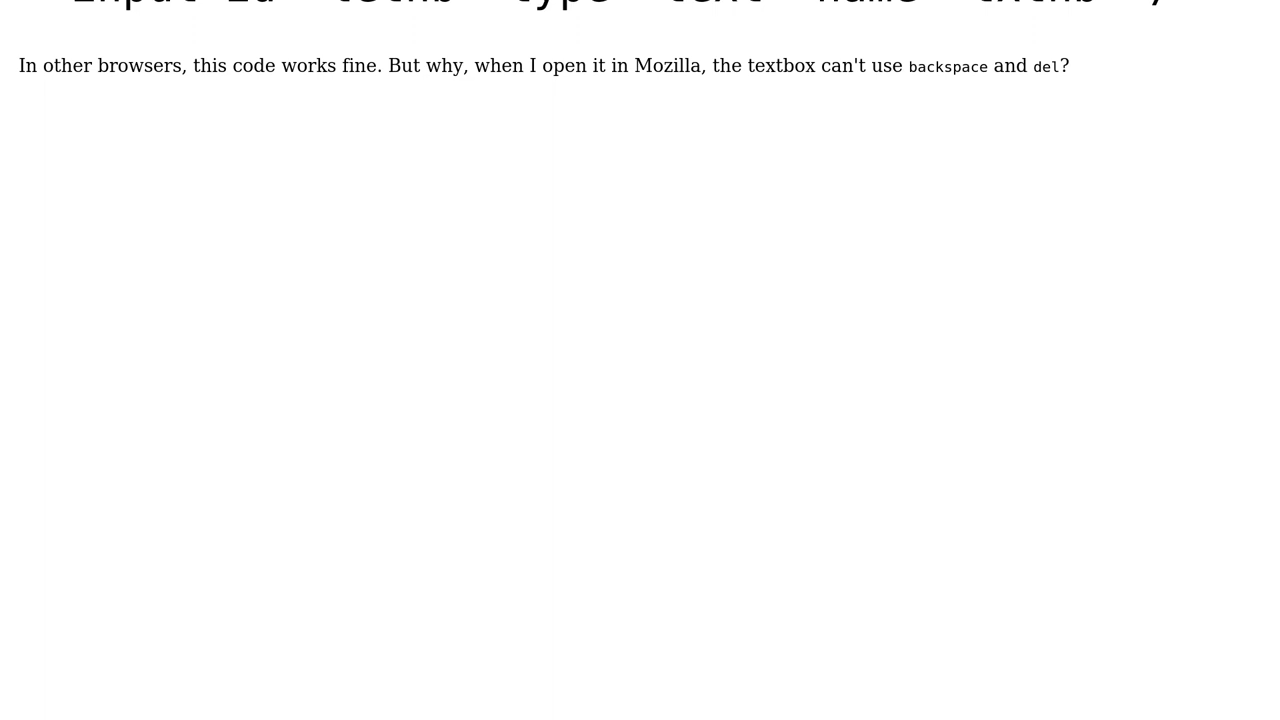 In other browsers, this code works fine. But why, when I open it in Mozilla, the textbox can't use backspace and del?